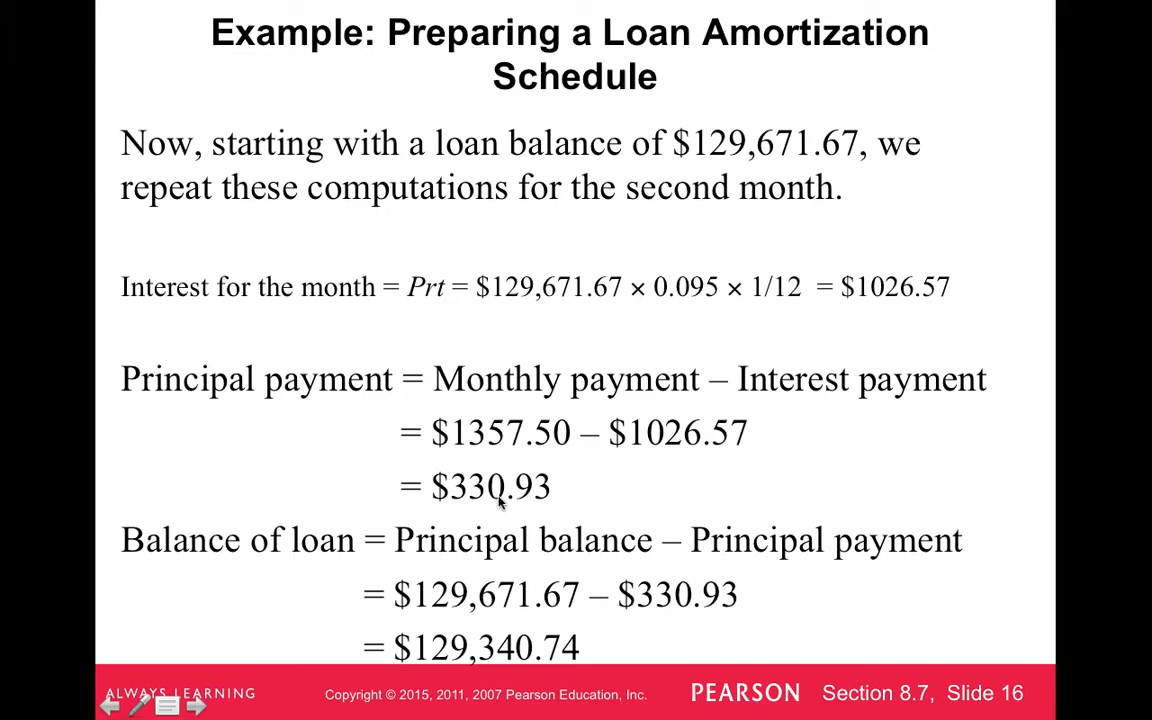 Example: Preparing a Loan Amortization
Schedule
Now, starting with a loan balance of $129,671.67, we
repeat these computations for the second month.
Interest for the month = Prt = $129,671.67 × 0.095 × 1/12 = $1026.57
Principal payment = Monthly payment – Interest payment
= $1357.50 – $1026.57
= $330.93
Balance of loan = Principal balance – Principal payment
= $129,671.67 – $330.93
= $129,340.74
ALWAYS LEARNING
Copyright © 2015, 2011, 2007 Pearson Education, Inc.
PEARSON
Section 8.7, Slide 16